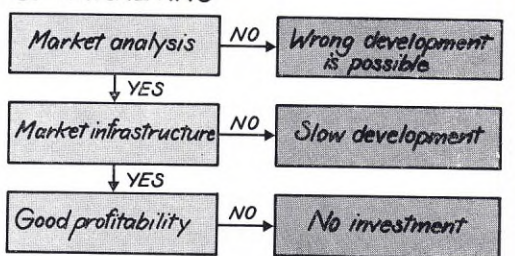 Market analysis NO Wrong development
is possible
YES
Market infrastructure NO Slow development
YES
Good profitability NO No investment